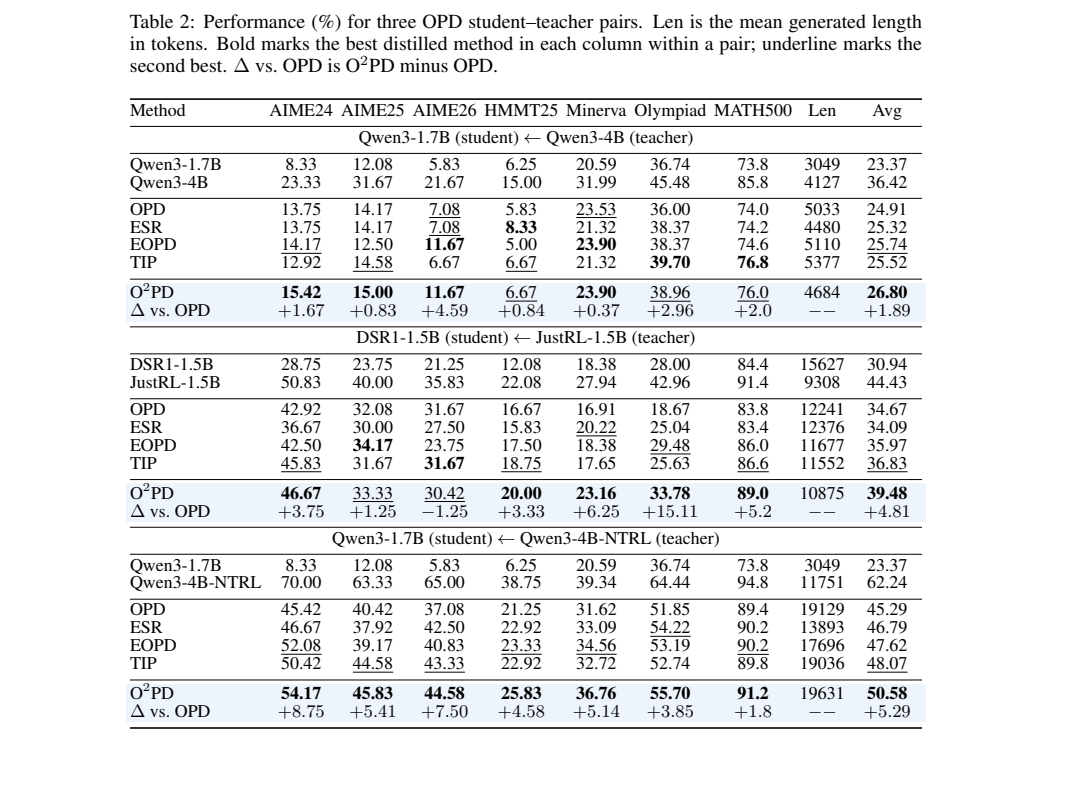 Table 2: Performance (%) for three OPD student–teacher pairs. Len is the mean generated length
in tokens. Bold marks the best distilled method in each column within a pair; underline marks the
second best. Δ vs. OPD is O²PD minus OPD.
Method AIME24 AIME25 AIME26 HMMT25 Minerva Olympiad MATH500 Len Avg
Qwen3-1.7B (student) ← Qwen3-4B (teacher)
Qwen3-1.7B 8.33 12.08 5.83 6.25 20.59 36.74 73.8 3049 23.37
Qwen3-4B 23.33 31.67 21.67 15.00 31.99 45.48 85.8 4127 36.42
OPD 13.75 14.17 7.08 5.83 23.53 36.00 74.0 5033 24.91
ESR 13.75 14.17 7.08 8.33 21.32 38.37 74.2 4480 25.32
EOPD 14.17 12.50 11.67 5.00 23.90 38.37 74.6 5110 25.74
TIP 12.92 14.58 6.67 6.67 21.32 39.70 76.8 5377 25.52
O²PD 15.42 15.00 11.67 6.67 23.90 38.96 76.0 4684 26.80
Δ vs. OPD +1.67 +0.83 +4.59 +0.84 +0.37 +2.96 +2.0 −− +1.89
DSR1-1.5B (student) ← JustRL-1.5B (teacher)
DSR1-1.5B 28.75 23.75 21.25 12.08 18.38 28.00 84.4 15627 30.94
JustRL-1.5B 50.83 40.00 35.83 22.08 27.94 42.96 91.4 9308 44.43
OPD 42.92 32.08 31.67 16.67 16.91 18.67 83.8 12241 34.67
ESR 36.67 30.00 27.50 15.83 20.22 25.04 83.4 12376 34.09
EOPD 42.50 34.17 23.75 17.50 18.38 29.48 86.0 11677 35.97
TIP 45.83 31.67 31.67 18.75 17.65 25.63 86.6 11552 36.83
O²PD 46.67 33.33 30.42 20.00 23.16 33.78 89.0 10875 39.48
Δ vs. OPD +3.75 +1.25 −1.25 +3.33 +6.25 +15.11 +5.2 −− +4.81
Qwen3-1.7B (student) ← Qwen3-4B-NTRL (teacher)
Qwen3-1.7B 8.33 12.08 5.83 6.25 20.59 36.74 73.8 3049 23.37
Qwen3-4B-NTRL 70.00 63.33 65.00 38.75 39.34 64.44 94.8 11751 62.24
OPD 45.42 40.42 37.08 21.25 31.62 51.85 89.4 19129 45.29
ESR 46.67 37.92 42.50 22.92 33.09 54.22 90.2 13893 46.79
EOPD 52.08 39.17 40.83 23.33 34.56 53.19 90.2 17696 47.62
TIP 50.42 44.58 43.33 22.92 32.72 52.74 89.8 19036 48.07
O²PD 54.17 45.83 44.58 25.83 36.76 55.70 91.2 19631 50.58
Δ vs. OPD +8.75 +5.41 +7.50 +4.58 +5.14 +3.85 +1.8 −− +5.29